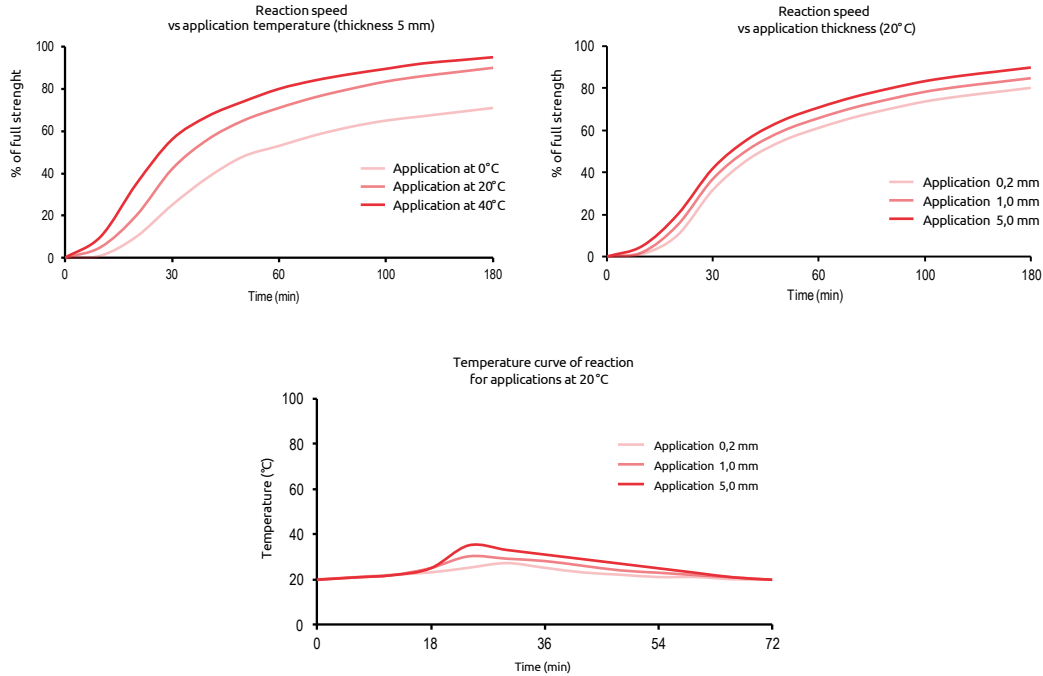 Reaction speed
vs application temperature (thickness 5 mm)
100
80
60
40
20
0
% of full strenght
Application at 0°C
Application at 20°C
Application at 40°C
0
30
60
100
180
Time (min)
Reaction speed
vs application thickness (20°C)
100
80
60
40
20
0
% of full strength
Application 0,2 mm
Application 1,0 mm
Application 5,0 mm
0
30
60
100
180
Time (min)
Temperature curve of reaction
for applications at 20°C
100
80
60
40
20
0
Temperature (°C)
Application 0,2 mm
Application 1,0 mm
Application 5,0 mm
0
18
36
54
72
Time (min)